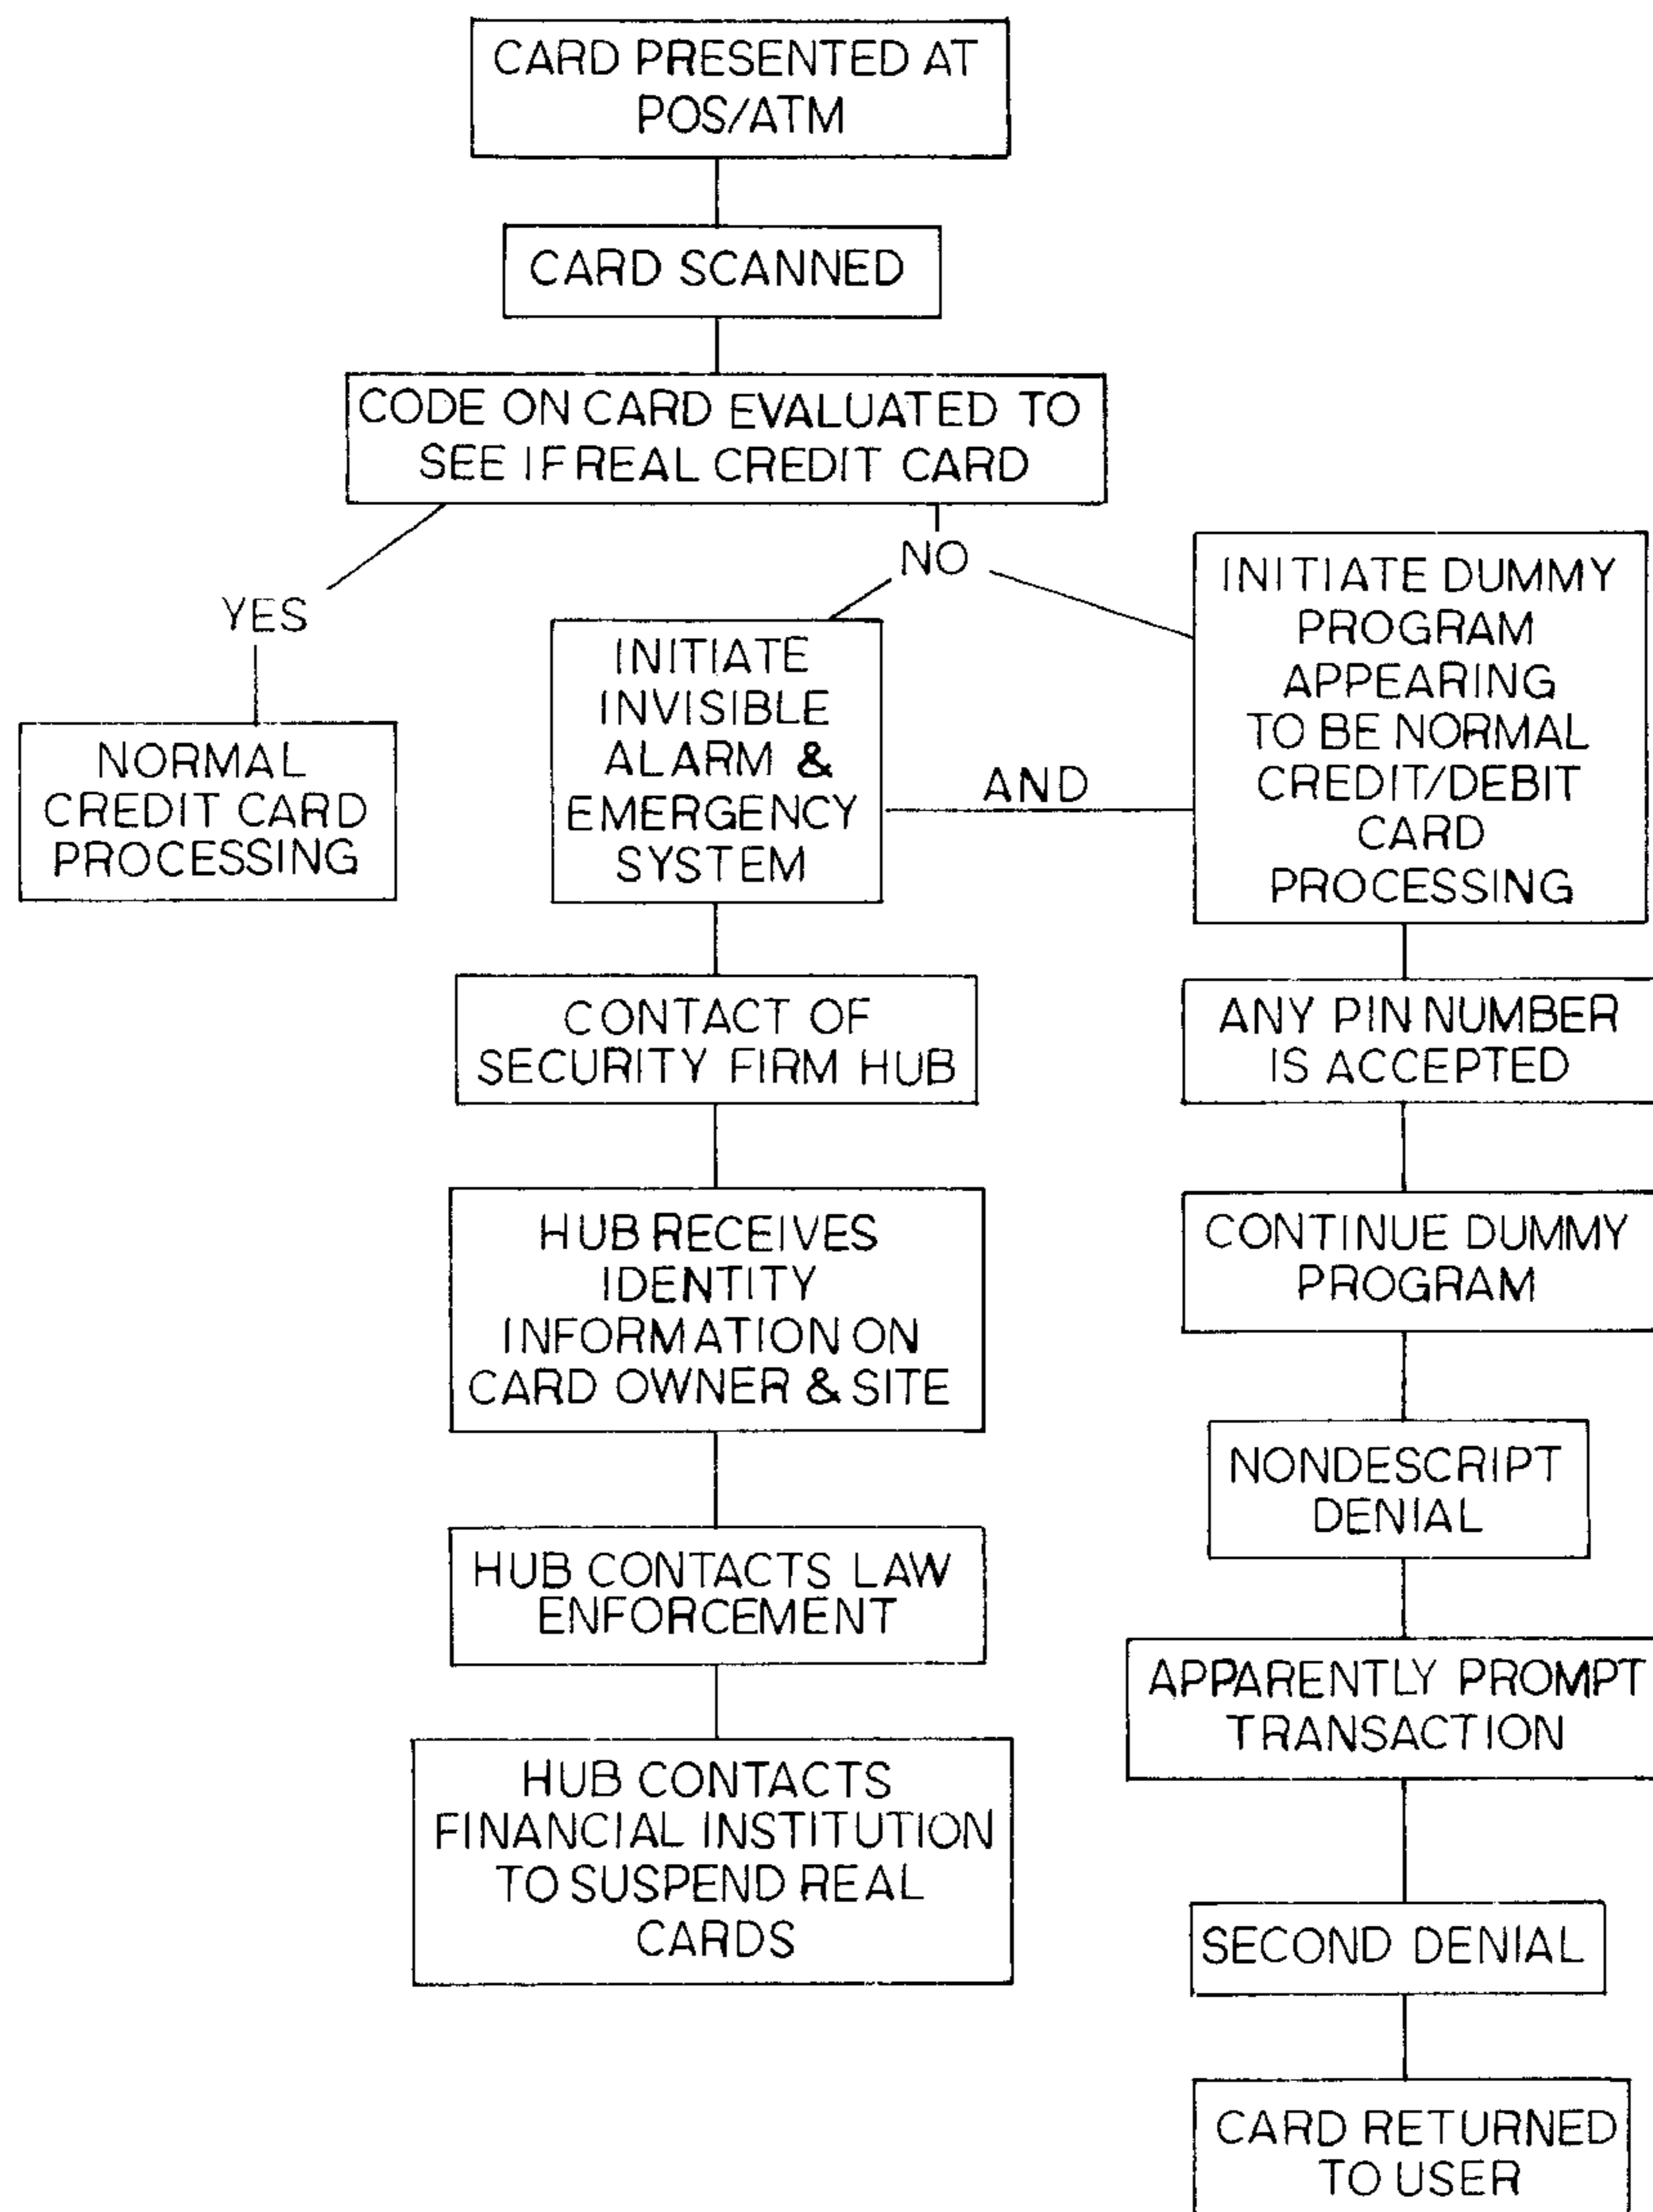 CARD PRESENTED AT
POS/ATM
CARD SCANNED
CODE ON CARD EVALUATED TO
SEE IF REAL CREDIT CARD
YES
NORMAL
CREDIT CARD
PROCESSING
NO
INITIATE
INVISIBLE
ALARM &
EMERGENCY
SYSTEM
AND
INITIATE DUMMY
PROGRAM
APPEARING
TO BE NORMAL
CREDIT/DEBIT
CARD
PROCESSING
CONTACT OF
SECURITY FIRM HUB
HUB RECEIVES
IDENTITY
INFORMATION ON
CARD OWNER & SITE
HUB CONTACTS LAW
ENFORCEMENT
HUB CONTACTS
FINANCIAL INSTITUTION
TO SUSPEND REAL
CARDS
ANY PIN NUMBER
IS ACCEPTED
CONTINUE DUMMY
PROGRAM
NONDESCRIPT
DENIAL
APPARENTLY PROMPT
TRANSACTION
SECOND DENIAL
CARD RETURNED
TO USER